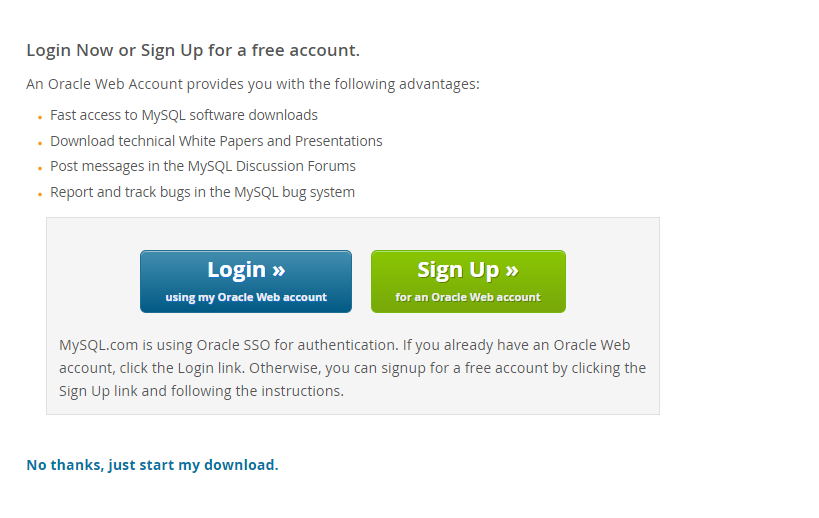 Login Now or Sign Up for a free account.
An Oracle Web Account provides you with the following advantages:
Fast access to MySQL software downloads
Download technical White Papers and Presentations
Post messages in the MySQL Discussion Forums
Report and track bugs in the MySQL bug system
Login »
using my Oracle Web account
Sign Up »
for an Oracle Web account
MySQL.com is using Oracle SSO for authentication. If you already have an Oracle Web
account, click the Login link. Otherwise, you can signup for a free account by clicking the
Sign Up link and following the instructions.
No thanks, just start my download.